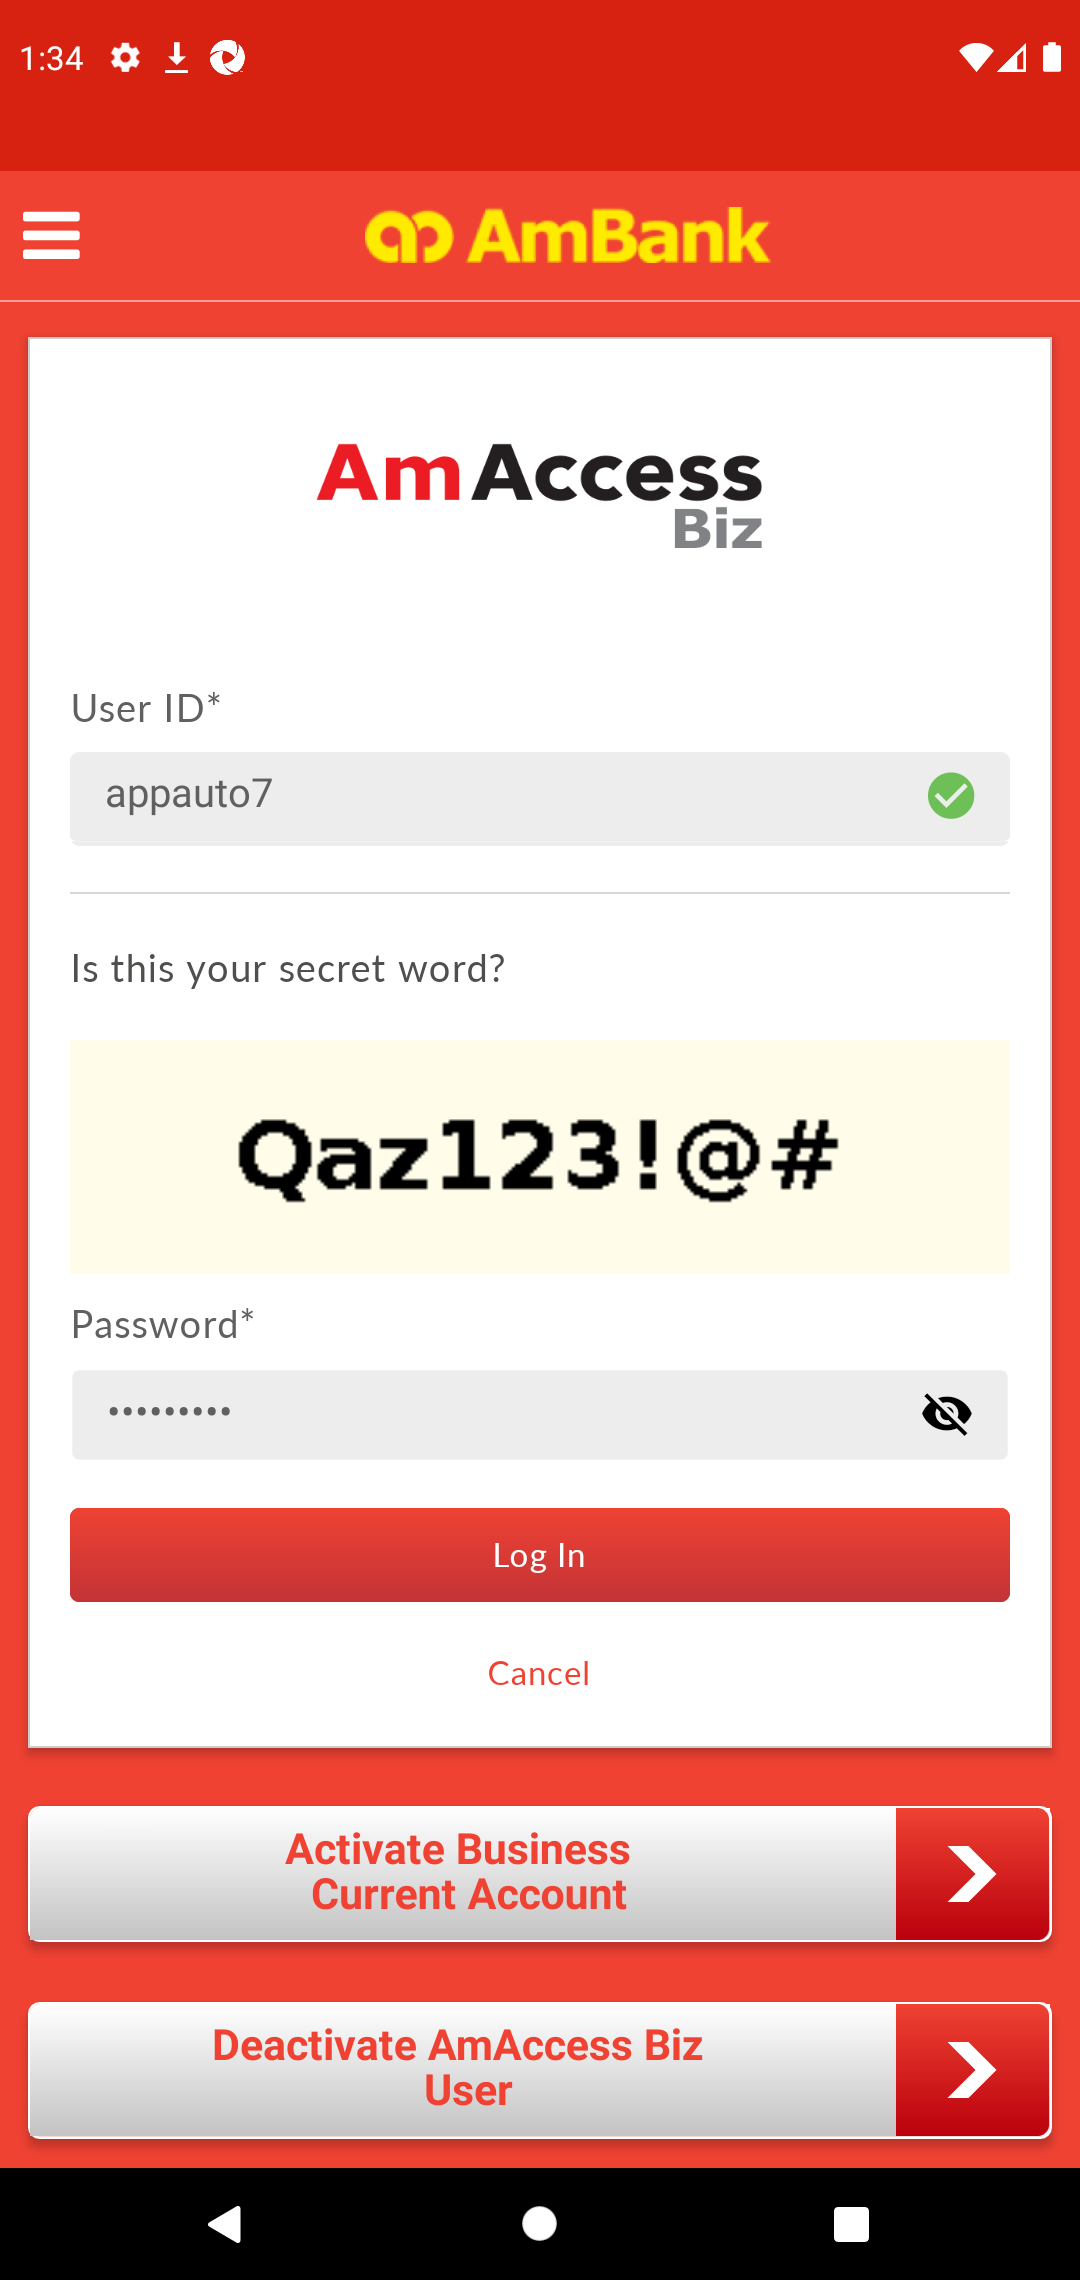 1:34
AmBank
AmAccess
Biz
User ID*
appauto7
Is this your secret word?
Qaz123!@#
Password*
•••••••••
Log In
Cancel
Activate Business
Current Account
Deactivate AmAccess Biz
User